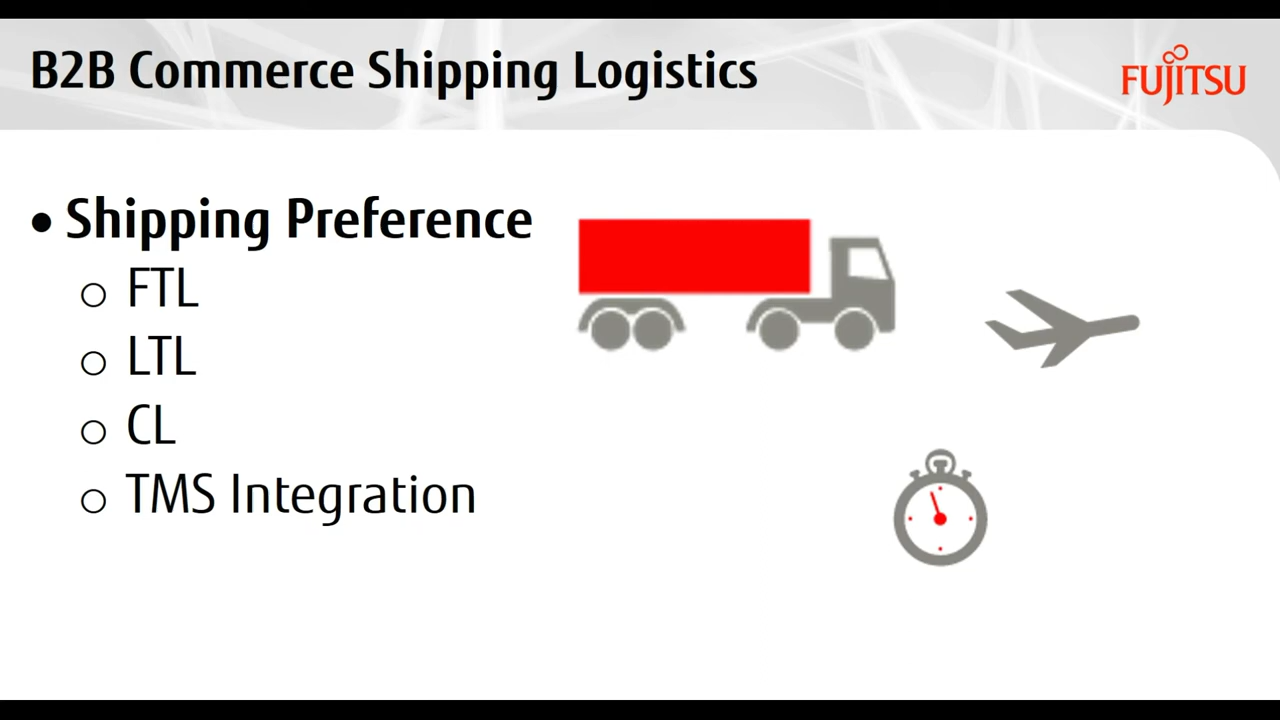 B2B Commerce Shipping Logistics
FUJITSU
• Shipping Preference
○ FTL
○ LTL
○ CL
○ TMS Integration